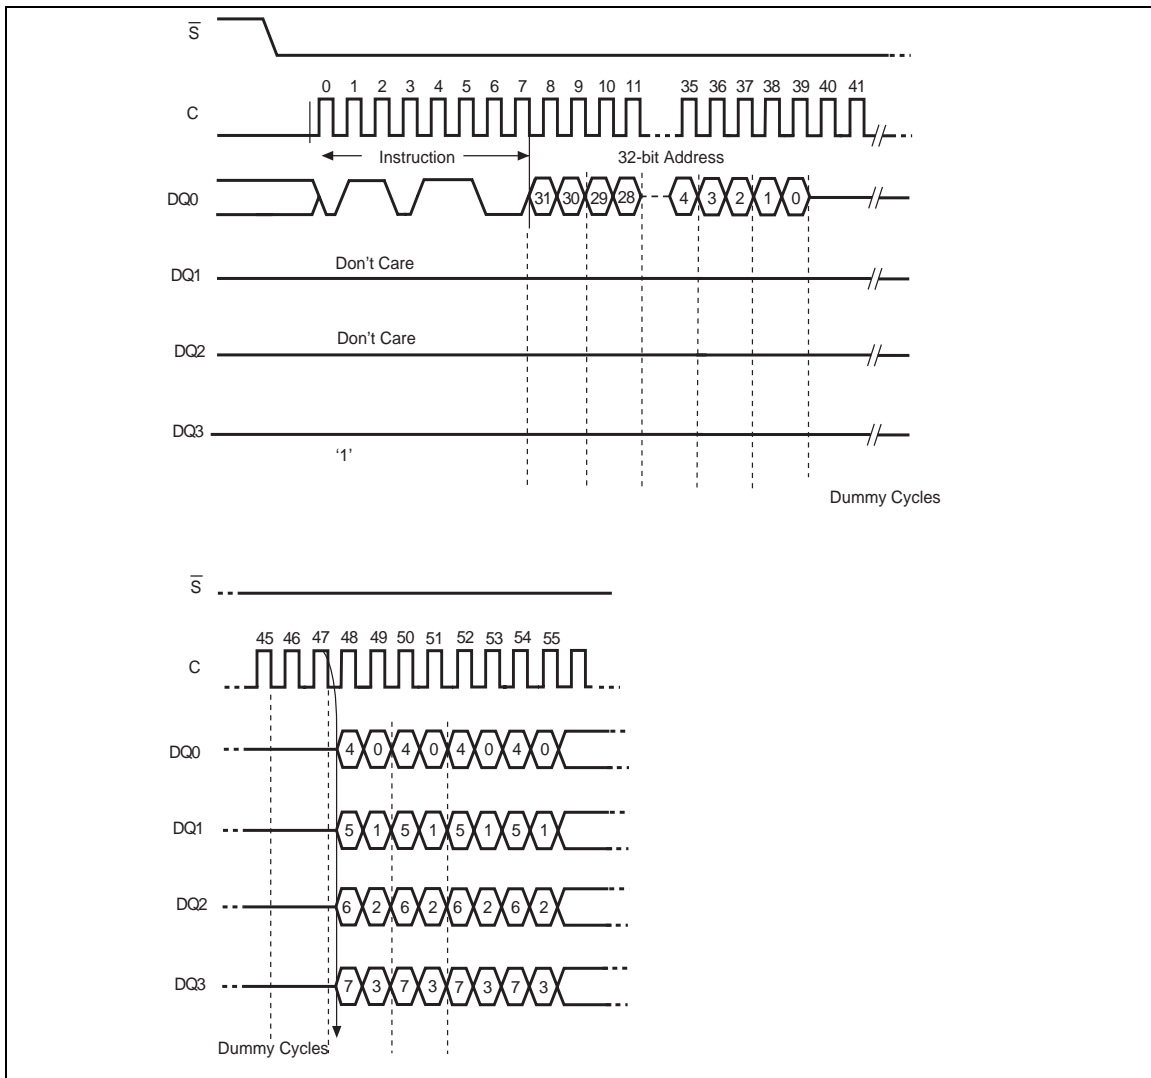 S
0 1 2 3 4 5 6 7 8 9 10 11 35 36 37 38 39 40 41
C
Instruction 32-bit Address
DQ0 31 30 29 28 4 3 2 1 0
Don't Care
DQ1
Don't Care
DQ2
DQ3
'1'
Dummy Cycles
S
45 46 47 48 49 50 51 52 53 54 55
C
DQ0 4 0 4 0 4 0 4 0
DQ1 5 1 5 1 5 1 5 1
DQ2 6 2 6 2 6 2 6 2
DQ3 7 3 7 3 7 3 7 3
Dummy Cycles